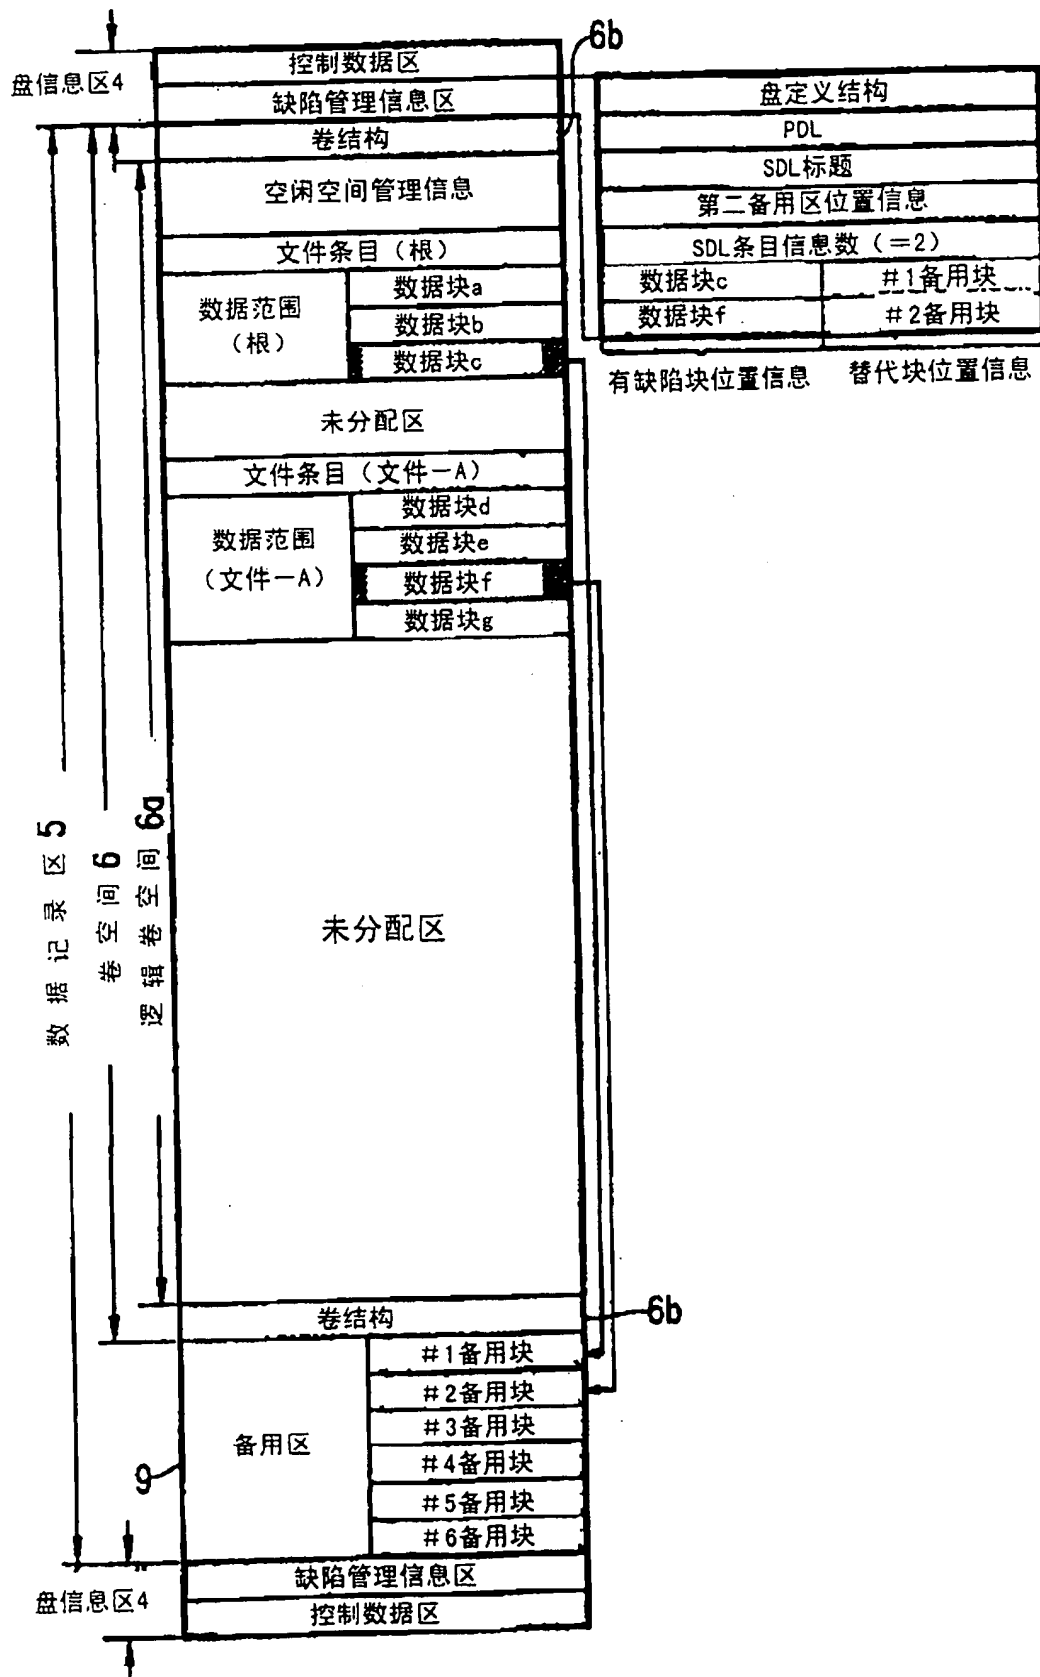 6b
控制数据区
盘信息区4
缺陷管理信息区
卷结构
空闲空间管理信息
文件条目（根）
数据范围
（根）
数据块a
数据块b
数据块c
未分配区
文件条目（文件－A）
数据范围
（文件－A）
数据块d
数据块e
数据块f
数据块g
未分配区
盘定义结构
PDL
SDL标题
第二备用区位置信息
SDL条目信息数（＝2）
数据块c
＃1备用块
数据块f
＃2备用块
有缺陷块位置信息
替代块位置信息
数据记录区5
卷空间6
逻辑卷空间6a
卷结构
6b
备用区
9
＃1备用块
＃2备用块
＃3备用块
＃4备用块
＃5备用块
＃6备用块
缺陷管理信息区
盘信息区4
控制数据区